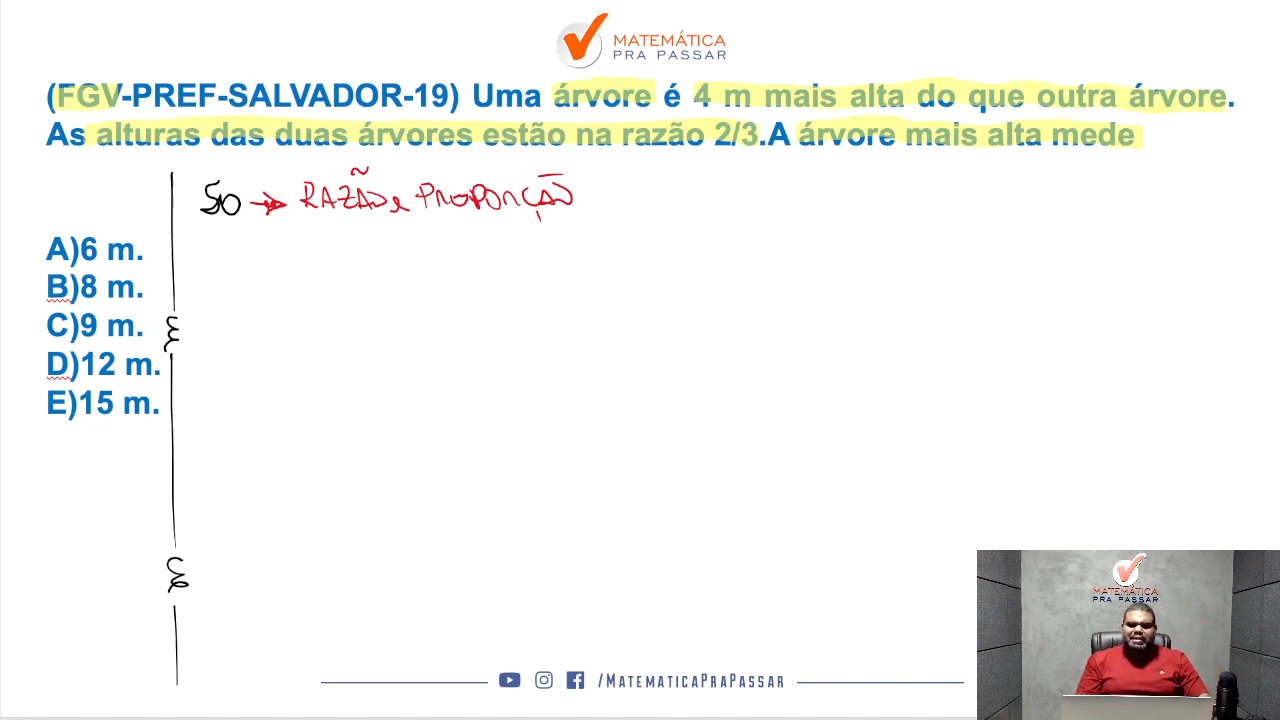 MATEMÁTICA
PRA PASSAR
(FGV-PREF-SALVADOR-19) Uma árvore é 4 m mais alta do que outra árvore.
As alturas das duas árvores estão na razão 2/3.A árvore mais alta mede
RAZÃO e PROPORÇÃO
A)6 m.
B)8 m.
C)9 m.
D)12 m.
E)15 m.
MATEMÁTICA
PRA PASSAR
/MATEMATICAPRAPASSAR